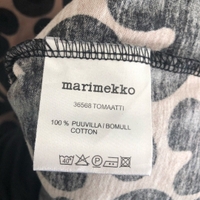 marimekko
36568 TOMAATTI
100 % PUUVILLA / BOMULL
COTTON